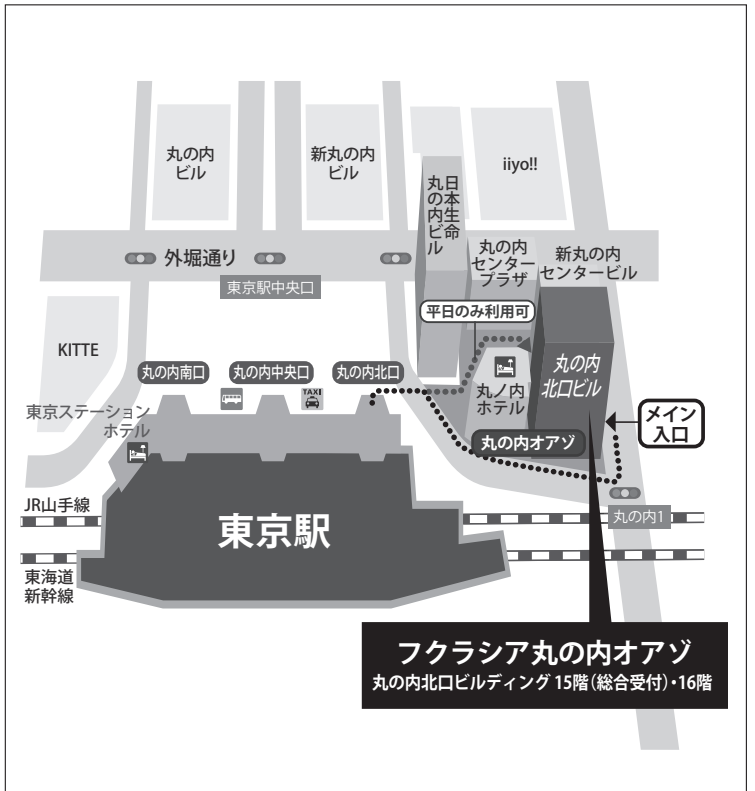 丸の内
ビル
新丸の内
ビル
iiyo!!
日本生命
丸の内ビル
丸の内
センター
プラザ
新丸の内
センタービル
外堀通り
東京駅中央口
平日のみ利用可
KITTE
丸の内南口
丸の内中央口
丸の内北口
TAXI
丸の内
北口ビル
丸ノ内
ホテル
東京ステーション
ホテル
メイン
入口
丸の内オアゾ
JR山手線
丸の内1
東京駅
東海道
新幹線
フクラシア丸の内オアゾ
丸の内北口ビルディング 15階(総合受付)・16階